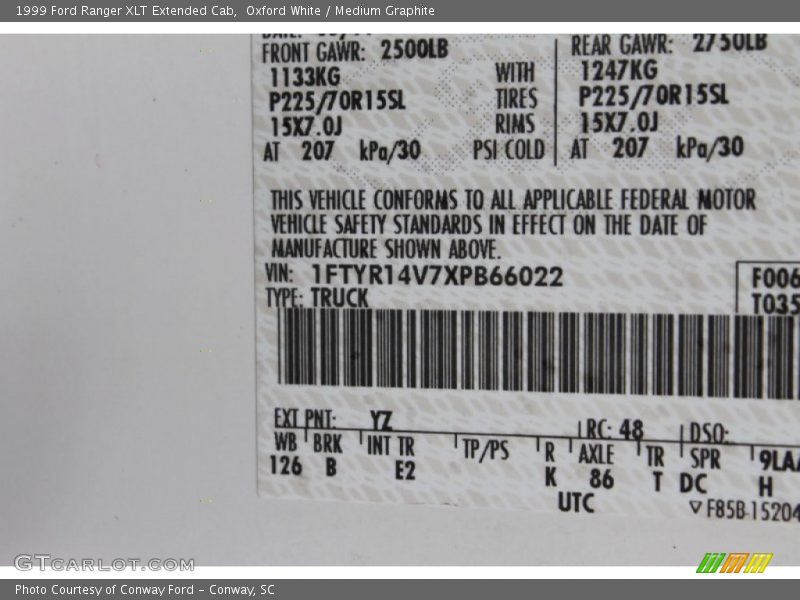 1999 Ford Ranger XLT Extended Cab, Oxford White / Medium Graphite
FRONT GAWR: 2500LB
1133KG WITH
P225/70R15SL TIRES
15X7.0J RIMS
AT 207 kPa/30 PSI COLD
REAR GAWR: 2750LB
1247KG
P225/70R15SL
15X7.0J
AT 207 kPa/30
THIS VEHICLE CONFORMS TO ALL APPLICABLE FEDERAL MOTOR
VEHICLE SAFETY STANDARDS IN EFFECT ON THE DATE OF
MANUFACTURE SHOWN ABOVE.
VIN: 1FTYR14V7XPB66022
F006
TYPE: TRUCK
T035
EXT PNT: YZ RC: 48 DSO:
WB BRK INT TR TP/PS R AXLE TR SPR 9LAA
126 B E2 K 86 T DC H
UTC
▽ F85B-15204
GTCARLOT.COM
Photo Courtesy of Conway Ford – Conway, SC